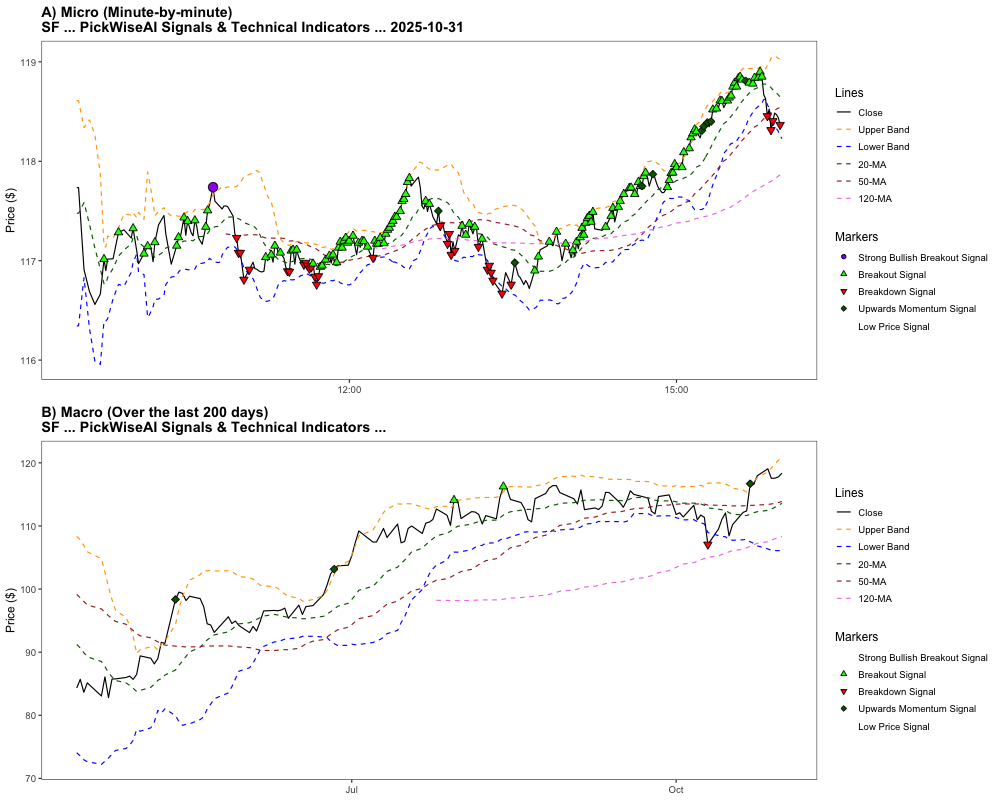 A) Micro (Minute-by-minute)
SF ... PickWiseAI Signals & Technical Indicators ... 2025-10-31
Price ($)
119
118
117
116
12:00
15:00
Lines
Close
Upper Band
Lower Band
20-MA
50-MA
120-MA
Markers
Strong Bullish Breakout Signal
Breakout Signal
Breakdown Signal
Upwards Momentum Signal
Low Price Signal
B) Macro (Over the last 200 days)
SF ... PickWiseAI Signals & Technical Indicators ...
Price ($)
120
110
100
90
80
70
Jul
Oct
Lines
Close
Upper Band
Lower Band
20-MA
50-MA
120-MA
Markers
Strong Bullish Breakout Signal
Breakout Signal
Breakdown Signal
Upwards Momentum Signal
Low Price Signal